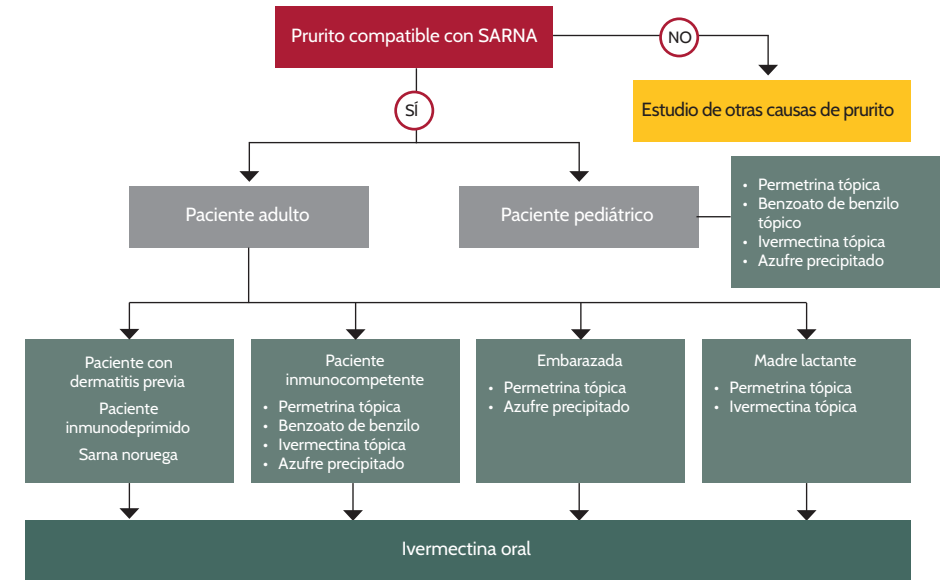 Prurito compatible con SARNA
NO
Estudio de otras causas de prurito
SÍ
Paciente adulto
Paciente pediátrico
• Permetrina tópica
• Benzoato de benzilo
tópico
• Ivermectina tópica
• Azufre precipitado
Paciente con
dermatitis previa
Paciente
inmunodeprimido
Sarna noruega
Paciente
inmunocompetente
• Permetrina tópica
• Benzoato de benzilo
• Ivermectina tópica
• Azufre precipitado
Embarazada
• Permetrina tópica
• Azufre precipitado
Madre lactante
• Permetrina tópica
• Ivermectina tópica
Ivermectina oral